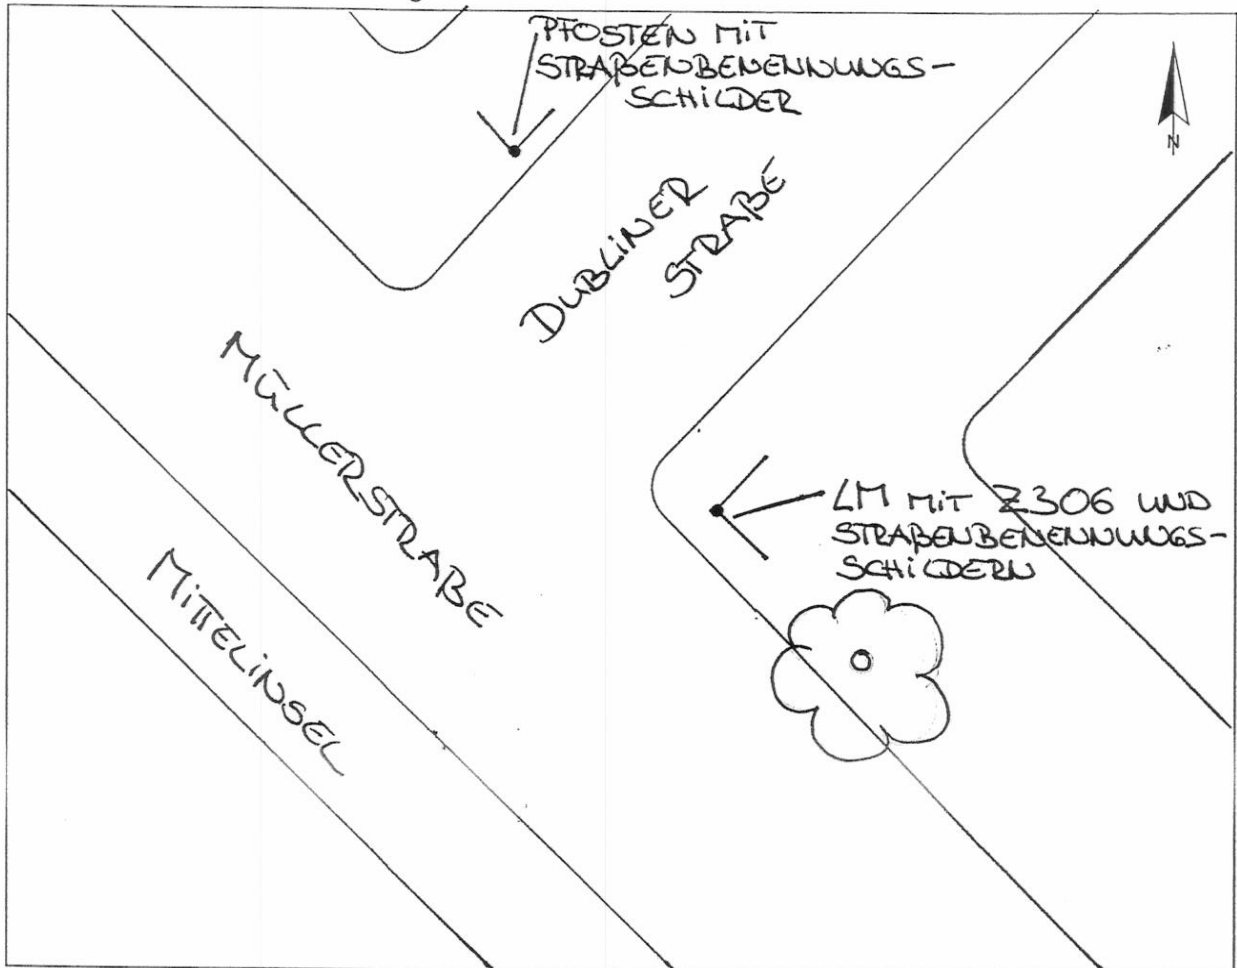 PFOSTEN MIT
STRAßENBENENNUNGS-
SCHILDER
N
DUBLINER
STRAßE
MÜLLERSTRAßE
LM MIT Z306 UND
STRAßENBENENNUNGS-
SCHILDERN
MITTELINSEL